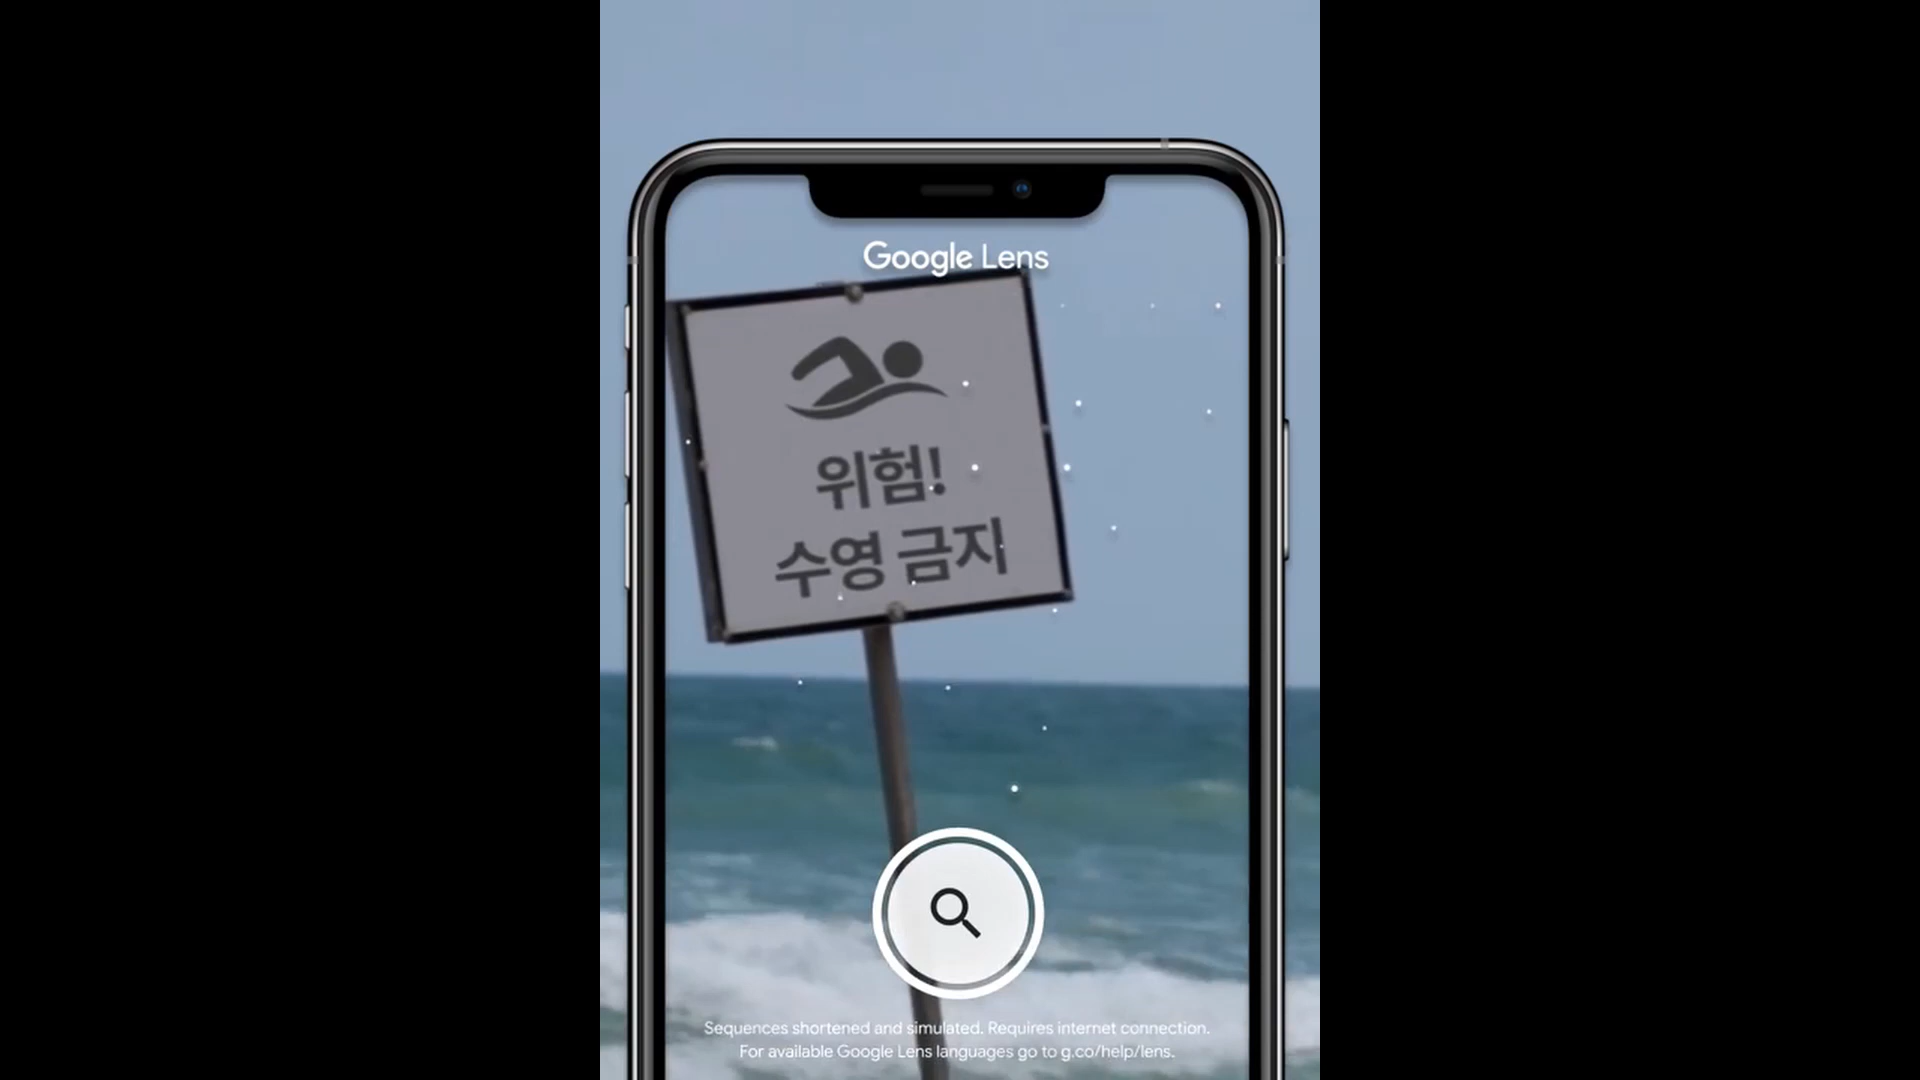 Google Lens
위험!
수영 금지
Sequences shortened and simulated. Requires internet connection.
For available Google Lens languages go to g.co/help/lens.